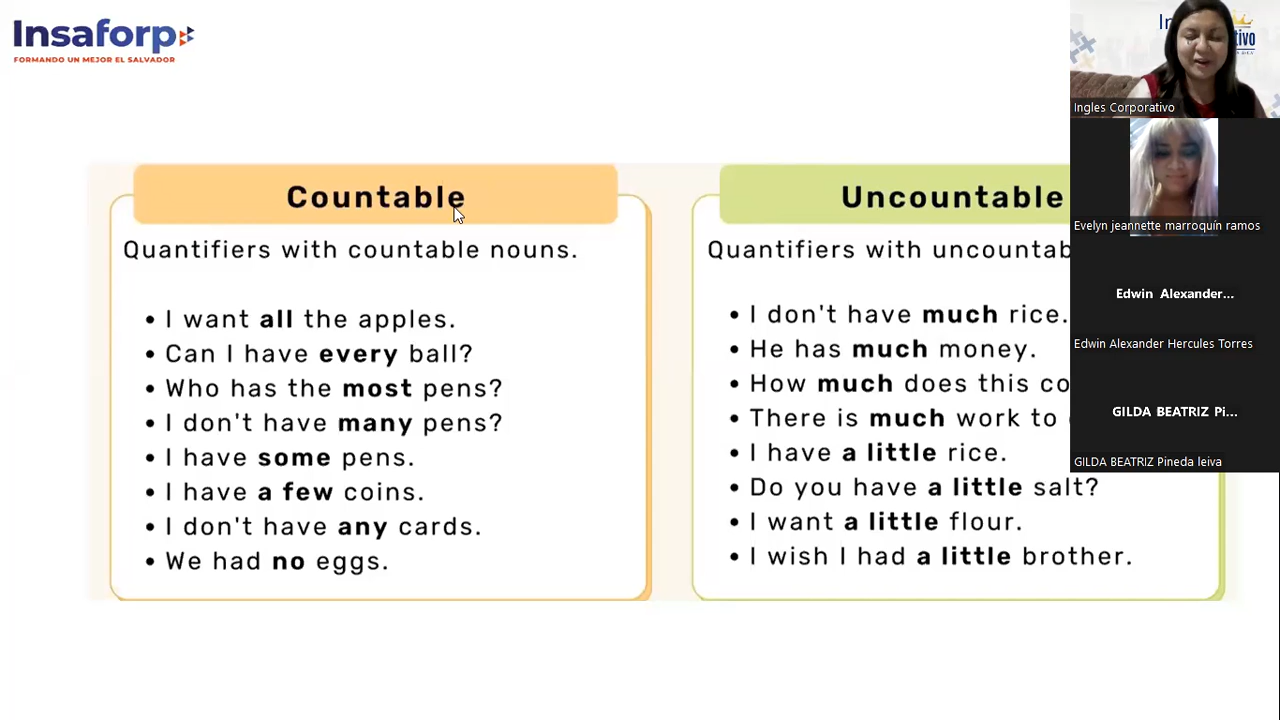 Insaforp
FORMANDO UN MEJOR EL SALVADOR
Countable
Quantifiers with countable nouns.
• I want all the apples.
• Can I have every ball?
• Who has the most pens?
• I don't have many pens?
• I have some pens.
• I have a few coins.
• I don't have any cards.
• We had no eggs.
Uncountable
Quantifiers with
• I don't have much rice.
• He has much money.
• How much does this
• There is much work to
• I have a little rice.
• Do you have a little salt?
• I want a little flour.
• I wish I had a little brother.
Ingles Corporativo
Evelyn jeannette marroquín ramos
Edwin Alexander...
Edwin Alexander Hercules Torres
GILDA BEATRIZ Pi...
GILDA BEATRIZ Pineda leiva